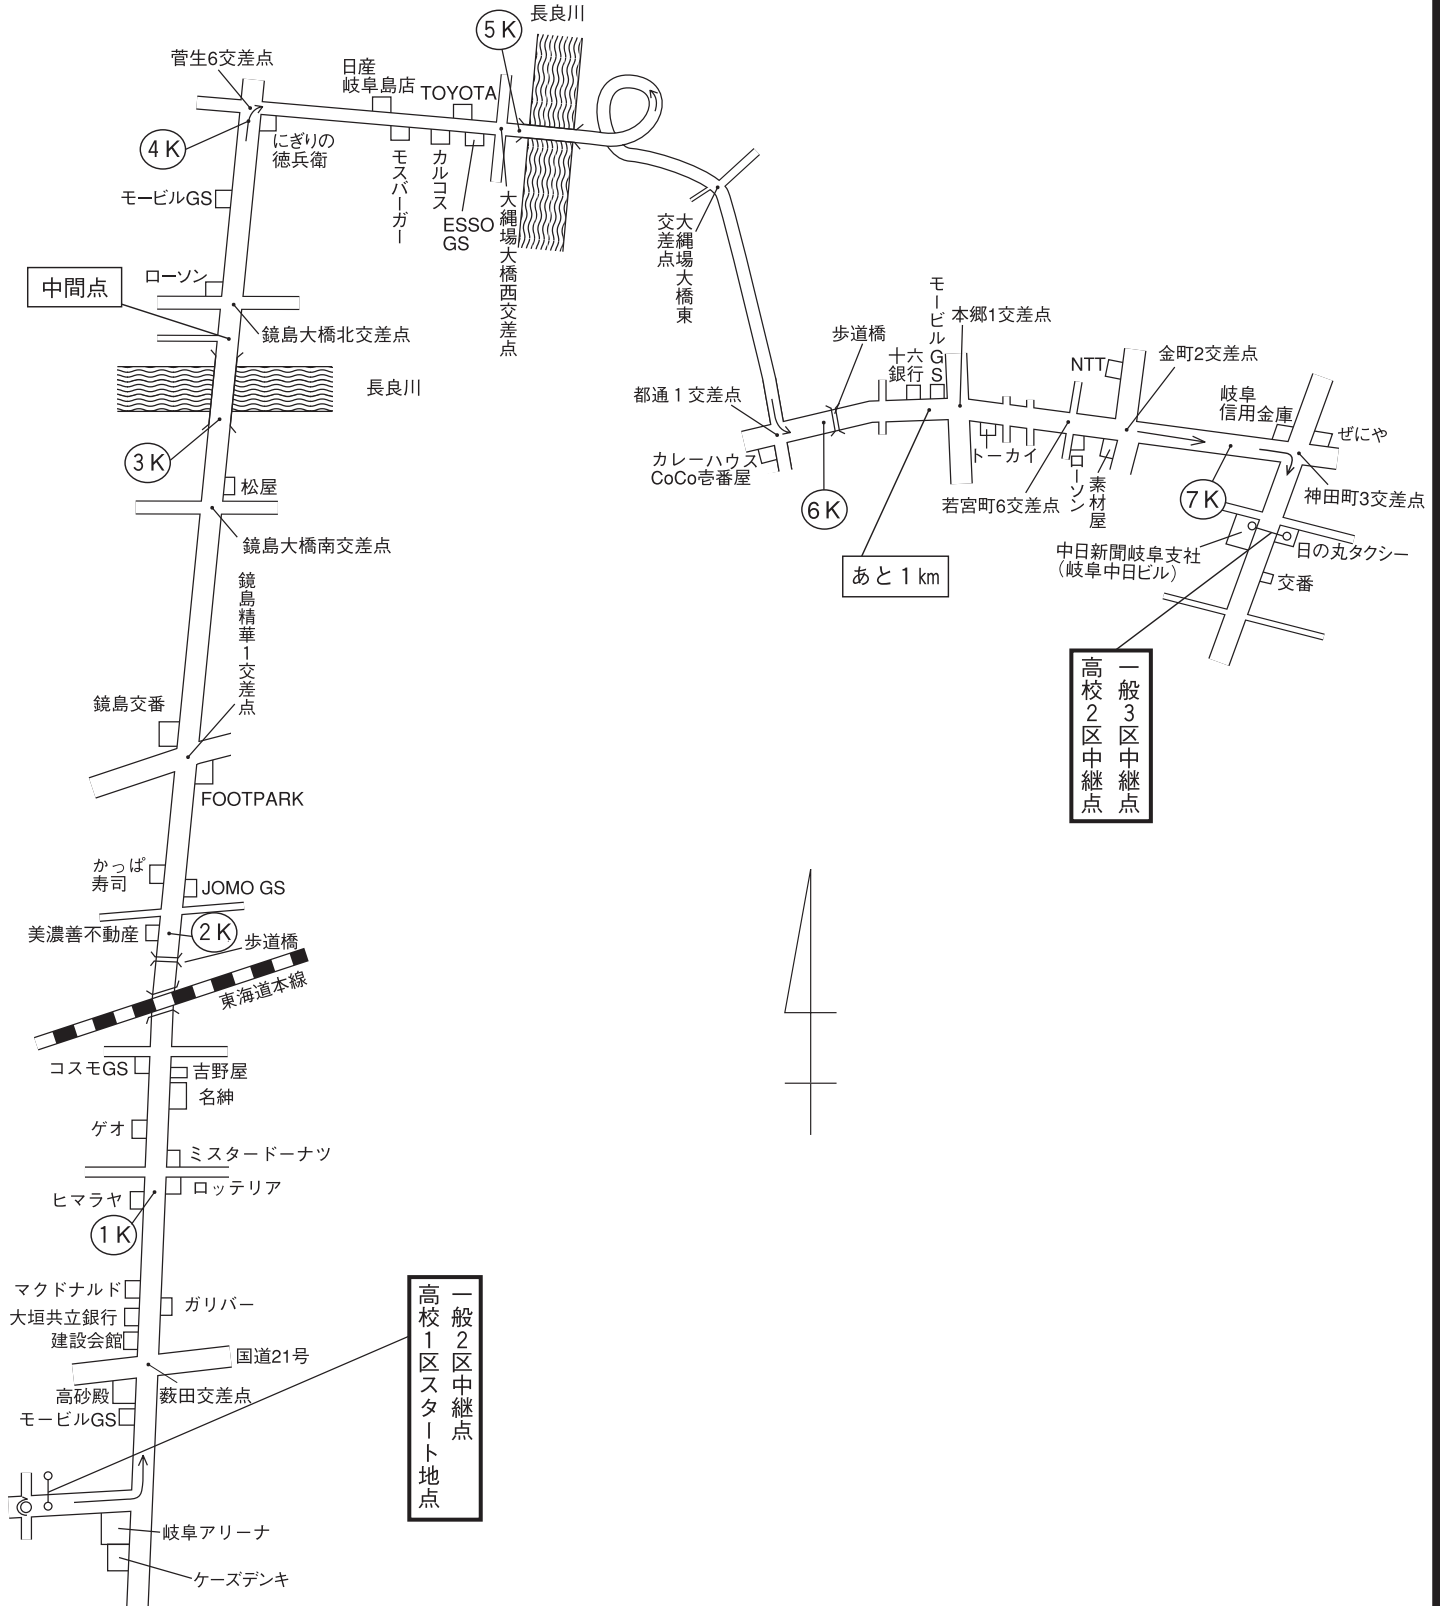 長良川
5K
菅生6交差点
日産
岐阜島店
TOYOTA
4K
にぎりの
徳兵衛
モスバーガー
カルコス
ESSO
GS
大縄場大橋西交差点
大縄場大橋東
交差点
モービルGS
ローソン
中間点
鏡島大橋北交差点
長良川
3K
松屋
鏡島大橋南交差点
鏡島精華1交差点
鏡島交番
FOOTPARK
かっぱ
寿司
JOMO GS
美濃善不動産
2K
歩道橋
東海道本線
コスモGS
吉野屋
名紳
ゲオ
ミスタードーナツ
ロッテリア
ヒマラヤ
1K
マクドナルド
ガリバー
大垣共立銀行
建設会館
国道21号
高砂殿
薮田交差点
モービルGS
一般2区中継点
高校1区スタート地点
岐阜アリーナ
ケーズデンキ
都通1交差点
歩道橋
十六
銀行
モービルGS
本郷1交差点
NTT
金町2交差点
岐阜
信用金庫
ぜにや
カレーハウス
CoCo壱番屋
6K
トーカイ
若宮町6交差点
ローソン
素材屋
7K
神田町3交差点
あと1km
中日新聞岐阜支社
（岐阜中日ビル）
日の丸タクシー
交番
一般3区中継点
高校2区中継点